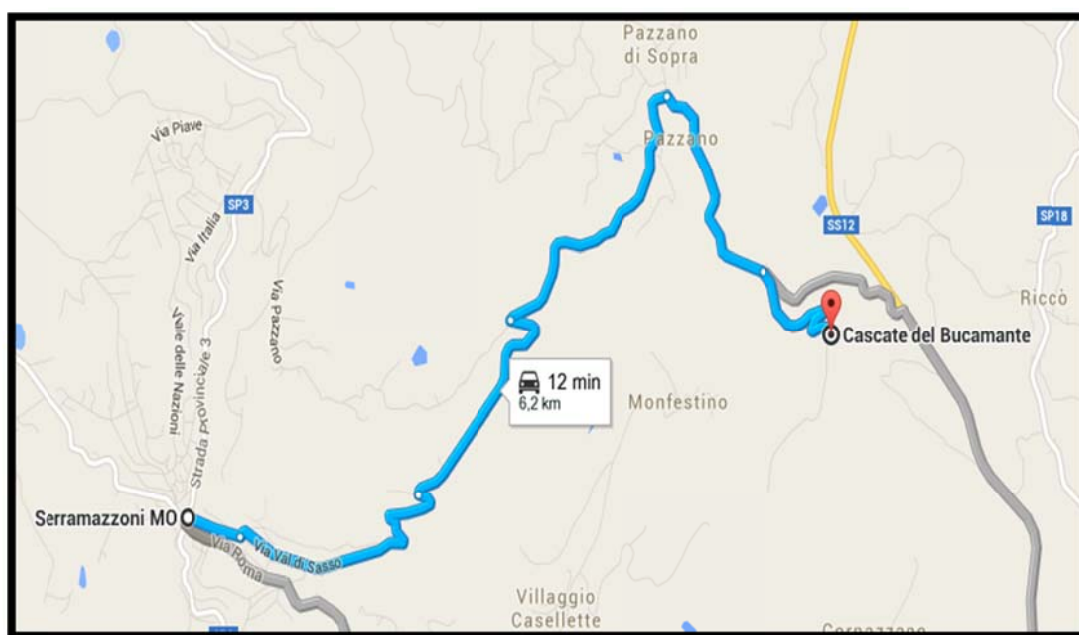 Pazzano
di Sopra
Via Piave
Pazzano
SP3
SP18
SS12
Via Italia
Riccò
Via Pazzano
Viale delle Nazioni
Strada provinciale 3
Cascate del Bucamante
12 min
6,2 km
Monfestino
Serramazzoni MO
Via Val di Sasso
Via Roma
Villaggio
Casellette